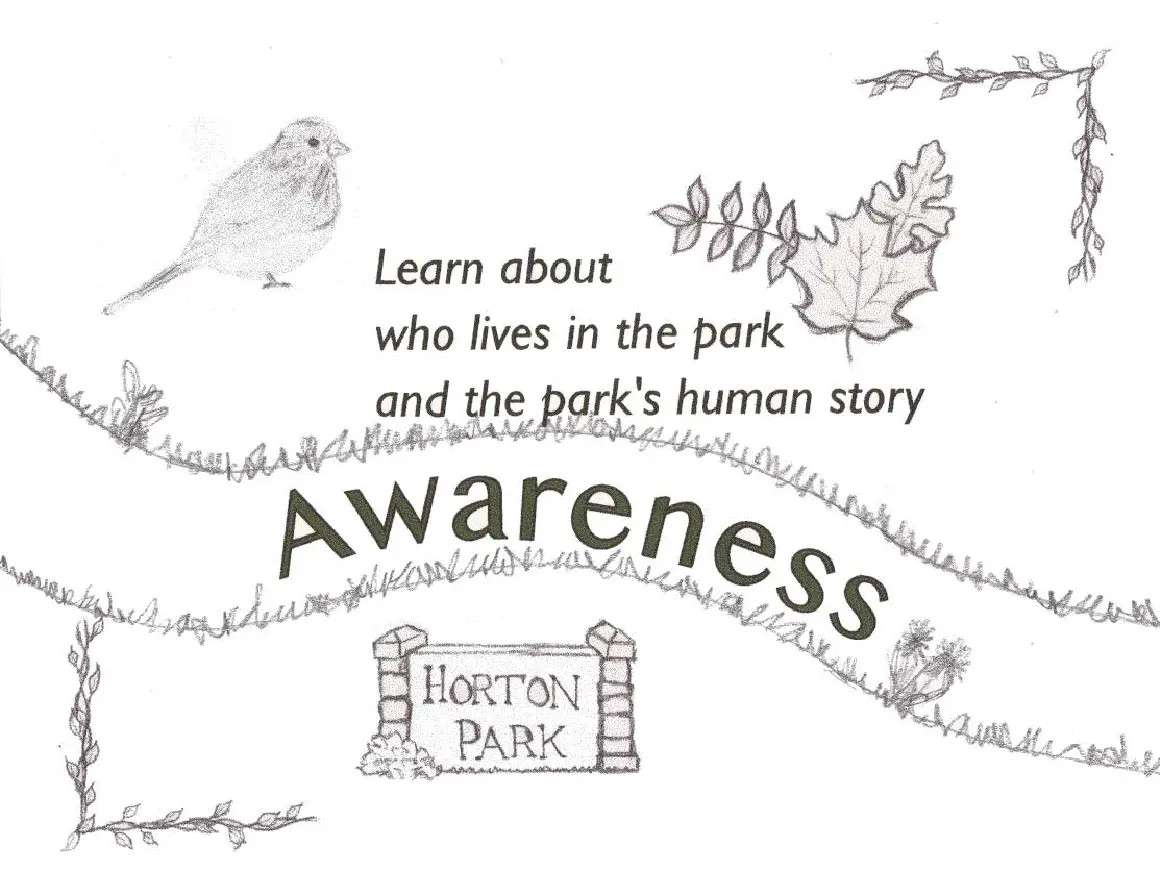 Learn about
who lives in the park
and the park's human story
Awareness
HORTON
PARK